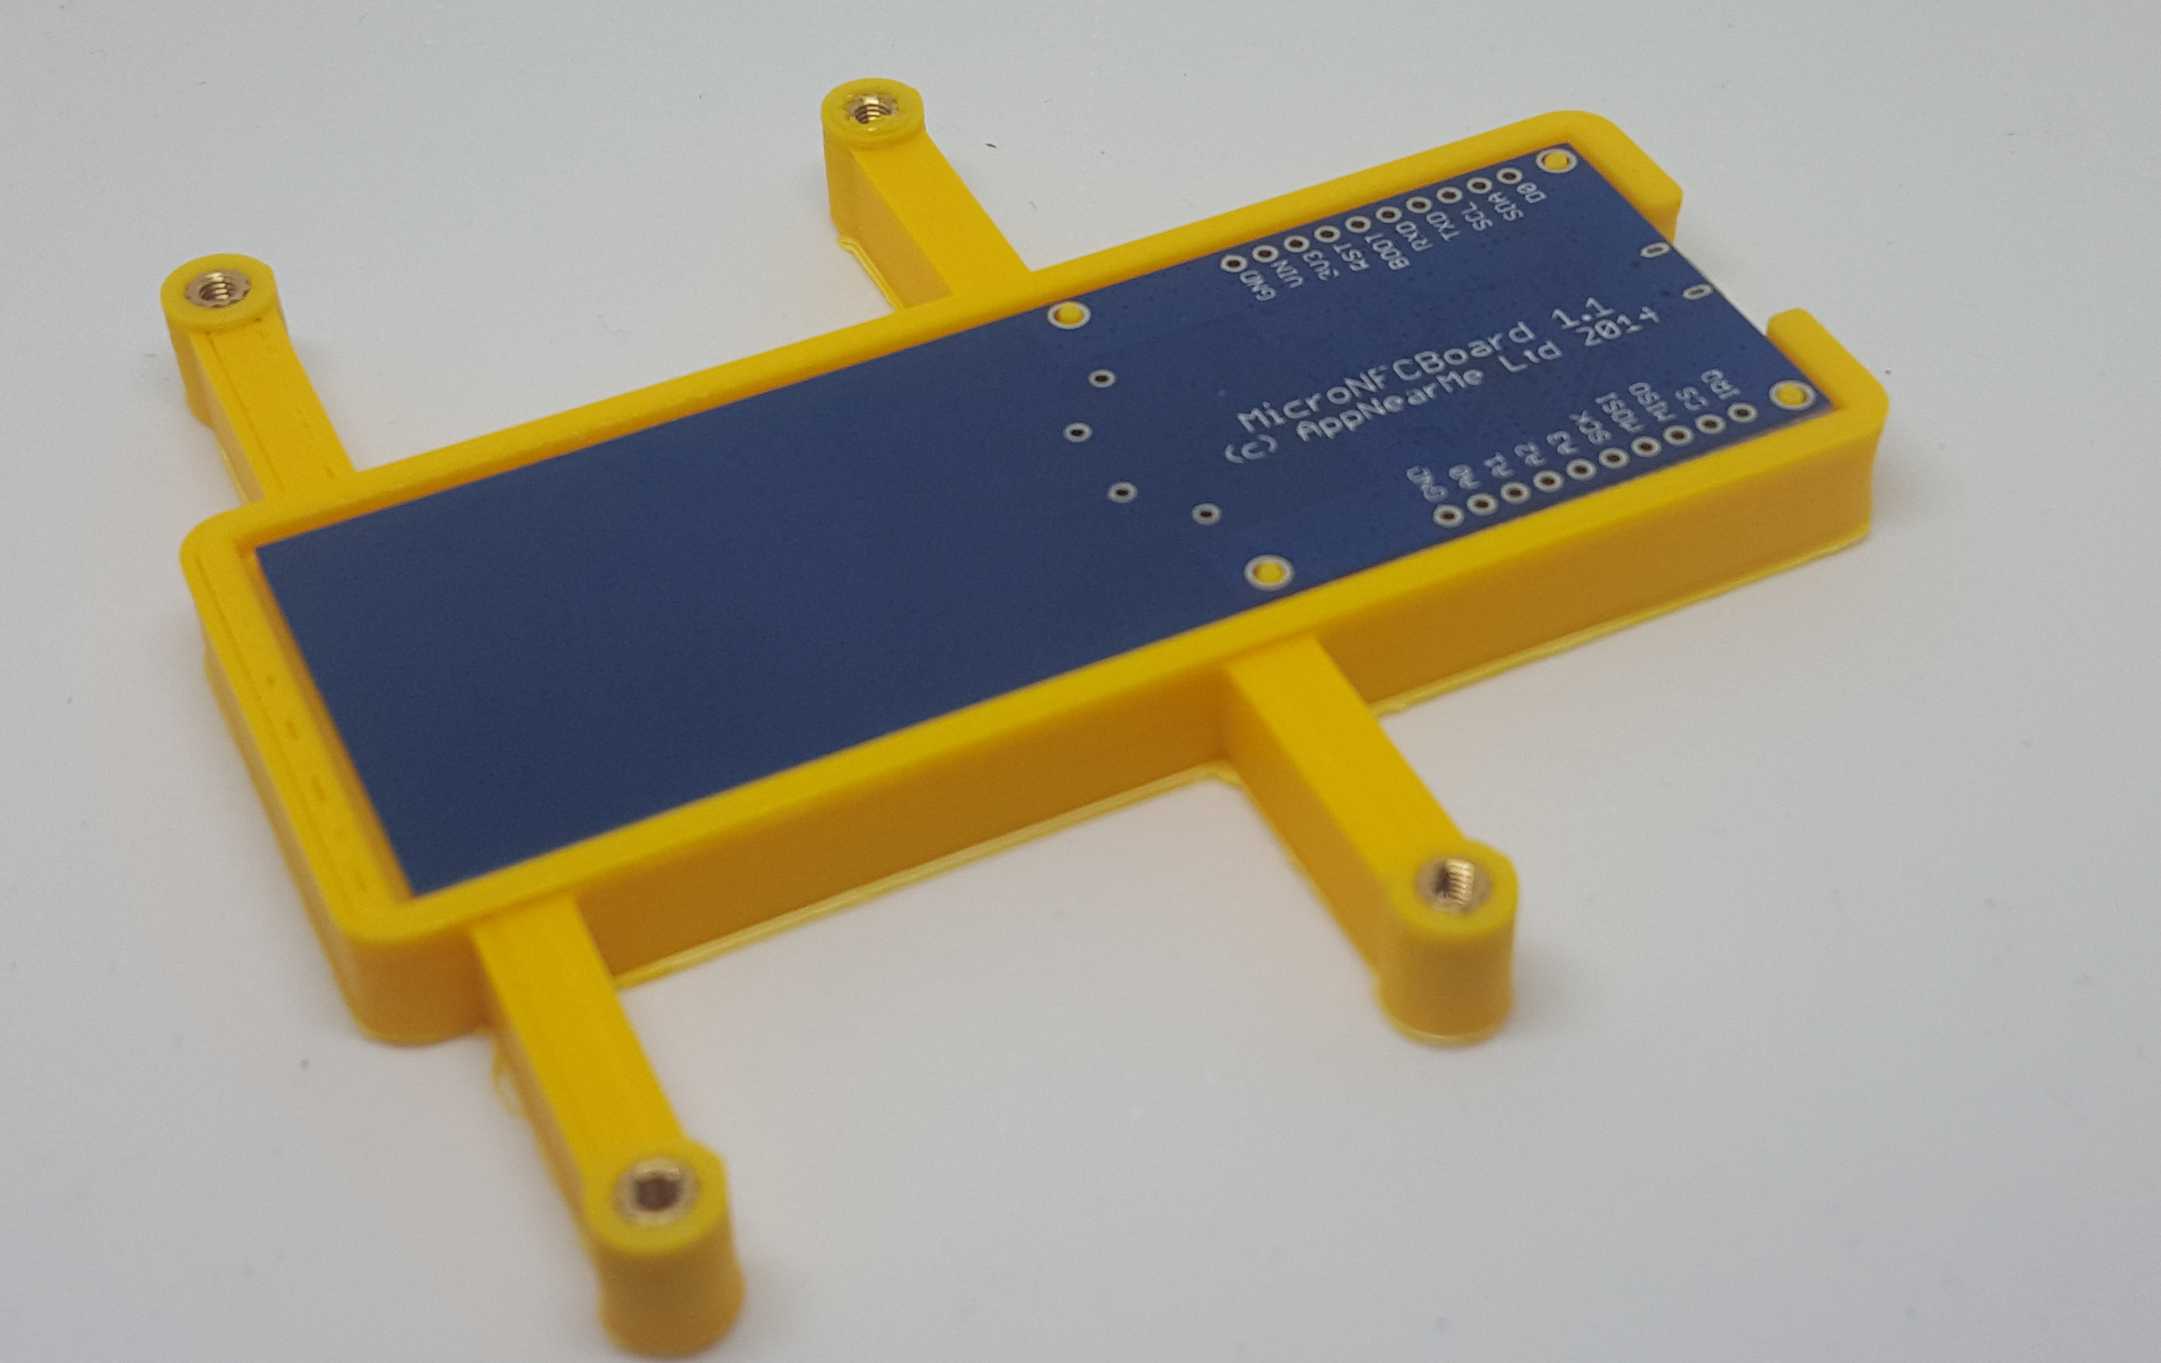 GND VIN 3V3 RST BOOT RXD TXD SCL SDA D0
MicroNFCBoard 1.1
(c) AppNearMe Ltd 2014
GND A0 A1 A2 A3 SCK MOSI MISO CS IRQ